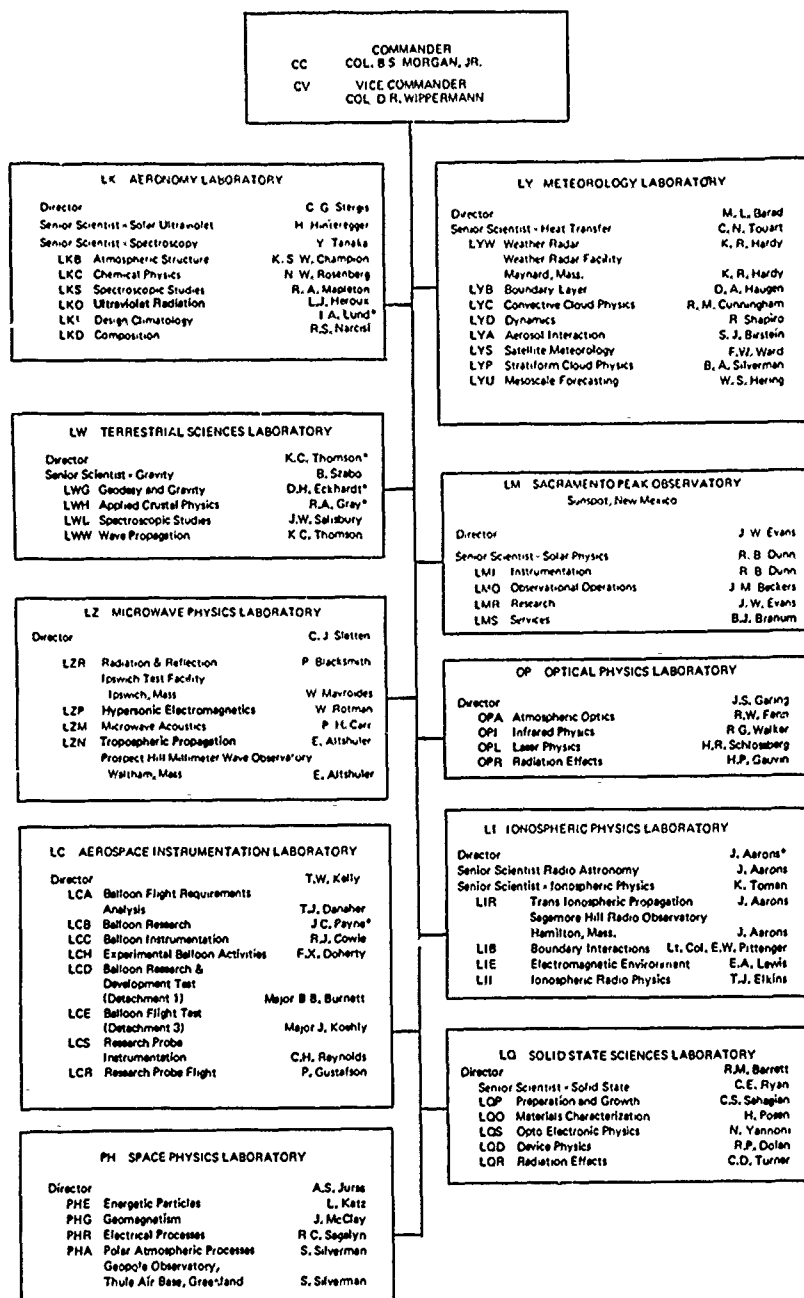 COMMANDER
CC COL. B S MORGAN, JR.
CV VICE COMMANDER
COL D R. WIPPERMANN
LK AERONOMY LABORATORY
Director C G Stergis
Senior Scientist - Solar Ultraviolet H Hinteregger
Senior Scientist - Spectroscopy Y Tanaka
LKB Atmospheric Structure K. S W. Champion
LKC Chemical Physics N W. Rosenberg
LKS Spectroscopic Studies R. A. Mapleton
LKO Ultraviolet Radiation L.J. Heroux
Design Climatology I A. Lund*
LKD Composition R.S. Narcisi
LY METEOROLOGY LABORATORY
Director M. L. Barad
Senior Scientist - Heat Transfer C. N. Touart
LYW Weather Radar K. R. Hardy
Weather Radar Facility
Maynard, Mass. K. R. Hardy
LYB Boundary Layer D. A. Haugen
LYC Convective Cloud Physics R. M. Cunningham
LYD Dynamics R Shapiro
LYA Aerosol Interaction S. J. Birstein
LYS Satellite Meteorology F.W. Ward
LYP Stratiform Cloud Physics B. A. Silverman
LYU Mesoscale Forecasting W. S. Hering
LW TERRESTRIAL SCIENCES LABORATORY
Director K.C. Thomson*
Senior Scientist - Gravity B. Szabo
LWG Geodesy and Gravity D.H. Eckhardt*
LWH Applied Crustal Physics R.A. Gray*
LWL Spectroscopic Studies J.W. Salisbury
LWW Wave Propagation K C. Thomson
LM SACRAMENTO PEAK OBSERVATORY
Sunspot, New Mexico
Director J W Evans
Senior Scientist - Solar Physics R. B Dunn
LMI Instrumentation R B Dunn
LMO Observational Operations J M Beckers
LMR Research J. W. Evans
LMS Services B.J. Branum
LZ MICROWAVE PHYSICS LABORATORY
Director C. J Sletten
LZR Radiation & Reflection P Blacksmith
Ipswich Test Facility
Ipswich, Mass W Mavroides
LZP Hypersonic Electromagnetics W Rotman
LZM Microwave Acoustics P H. Carr
LZN Tropospheric Propagation E. Altshuler
Prospect Hill Millimeter Wave Observatory
Waltham, Mass E. Altshuler
OP OPTICAL PHYSICS LABORATORY
Director J.S. Garing
OPA Atmospheric Optics R.W. Fenn
OPI Infrared Physics R G. Walker
OPL Laser Physics H.R. Schlossberg
OPR Radiation Effects H.P. Gauvin
LC AEROSPACE INSTRUMENTATION LABORATORY
Director T.W. Kelly
LCA Balloon Flight Requirements
Analysis T.J. Danaher
LCB Balloon Research J C. Payne*
LCC Balloon Instrumentation R.J. Cowie
LCH Experimental Balloon Activities F.X. Doherty
LCD Balloon Research &
Development Test
(Detachment 1) Major B B. Burnett
LCE Balloon Flight Test
(Detachment 3) Major J. Koehly
LCS Research Probe
Instrumentation C.H. Reynolds
LCR Research Probe Flight P. Gustafson
LI IONOSPHERIC PHYSICS LABORATORY
Director J. Aarons*
Senior Scientist Radio Astronomy J. Aarons
Senior Scientist - Ionospheric Physics K. Toman
LIR Trans Ionospheric Propagation J. Aarons
Sagamore Hill Radio Observatory
Hamilton, Mass. J. Aarons
LIB Boundary Interactions Lt. Col. E.W. Pittenger
LIE Electromagnetic Environment E.A. Lewis
LII Ionospheric Radio Physics T.J. Elkins
LQ SOLID STATE SCIENCES LABORATORY
Director R.M. Barrett
Senior Scientist - Solid State C.E. Ryan
LQP Preparation and Growth C.S. Sahagian
LQO Materials Characterization H. Posen
LQS Opto Electronic Physics N. Yannoni
LQD Device Physics R.P. Dolan
LQR Radiation Effects C.D. Turner
PH SPACE PHYSICS LABORATORY
Director A.S. Jursa
PHE Energetic Particles L. Katz
PHG Geomagnetism J. McClay
PHR Electrical Processes R C. Sagalyn
PHA Polar Atmospheric Processes S. Silverman
Geopole Observatory,
Thule Air Base, Greenland S. Silverman